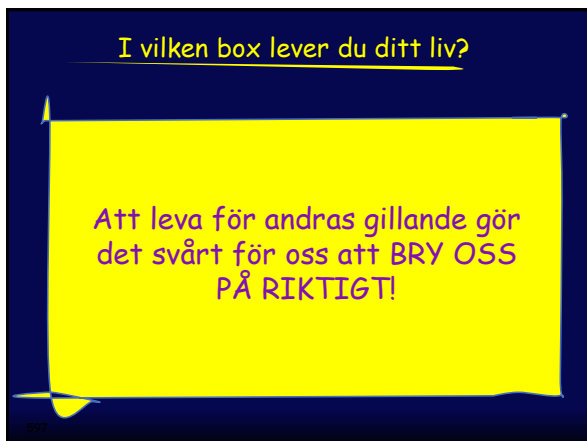 I vilken box lever du ditt liv?
Att leva för andras gillande gör
det svårt för oss att BRY OSS
PÅ RIKTIGT!